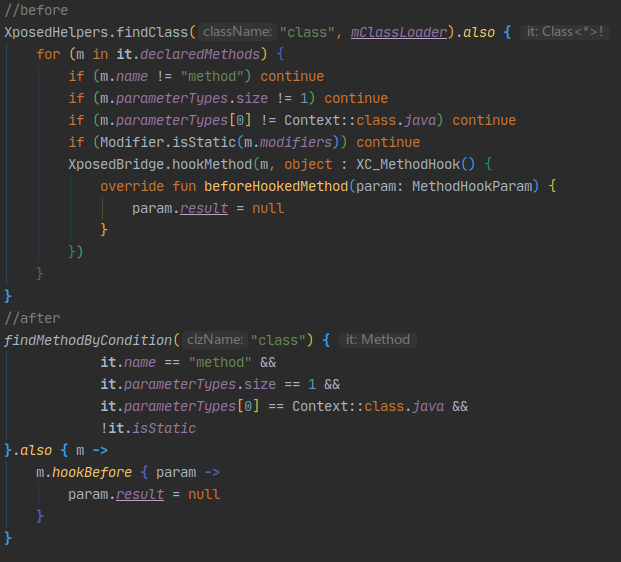 //before
XposedHelpers.findClass( className: "class", mClassLoader).also { it: Class<*>!
for (m in it.declaredMethods) {
if (m.name != "method") continue
if (m.parameterTypes.size != 1) continue
if (m.parameterTypes[0] != Context::class.java) continue
if (Modifier.isStatic(m.modifiers)) continue
XposedBridge.hookMethod(m, object : XC_MethodHook() {
override fun beforeHookedMethod(param: MethodHookParam) {
param.result = null
}
})
}
}
//after
findMethodByCondition( clzName: "class") { it: Method
it.name == "method" &&
it.parameterTypes.size == 1 &&
it.parameterTypes[0] == Context::class.java &&
!it.isStatic
}.also { m ->
m.hookBefore { param ->
param.result = null
}
}